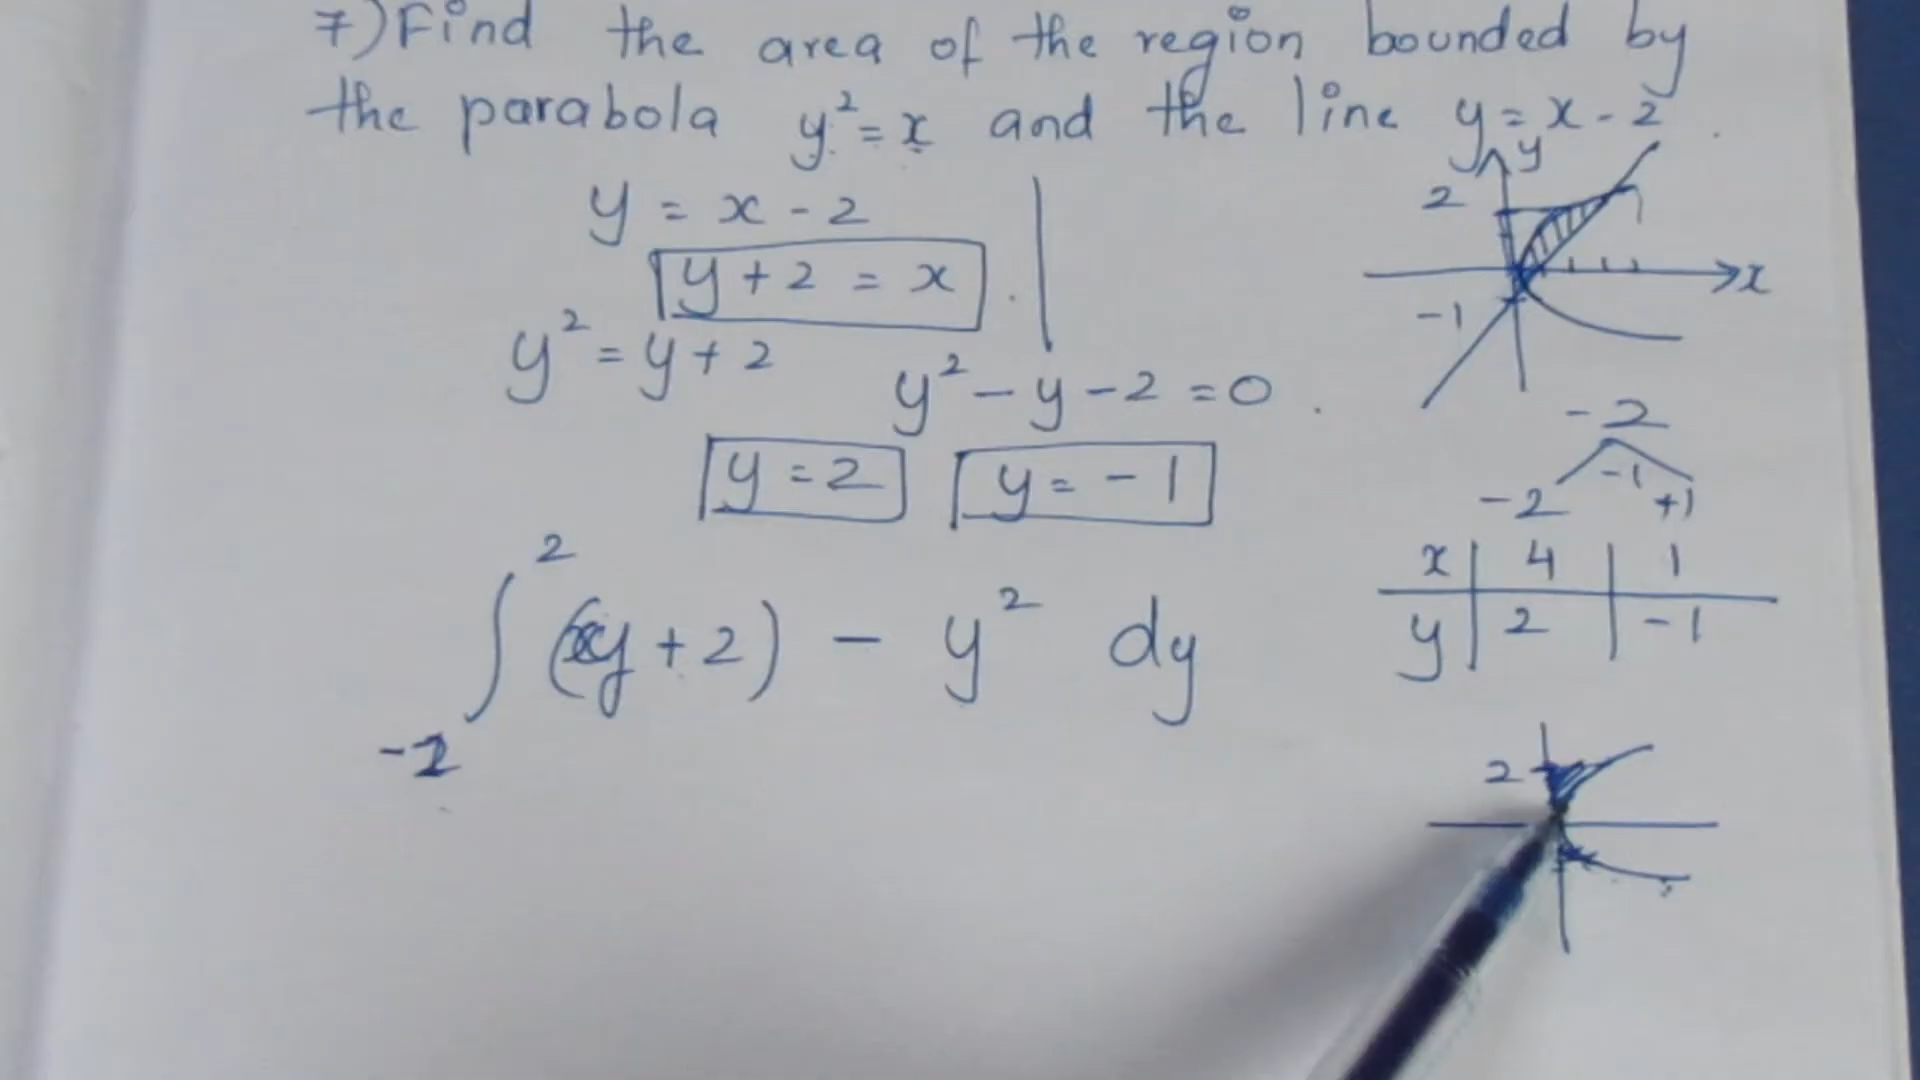 7) Find the area of the region bounded by
the parabola y² = x and the line y = x - 2
y = x - 2
y + 2 = x
y² = y + 2
y² - y - 2 = 0
y = 2 y = -1
∫ 2 (y + 2) - y² dy
y
2
x
-1
-2
-1
-2 +1
x 4 1
y 2 -1
2